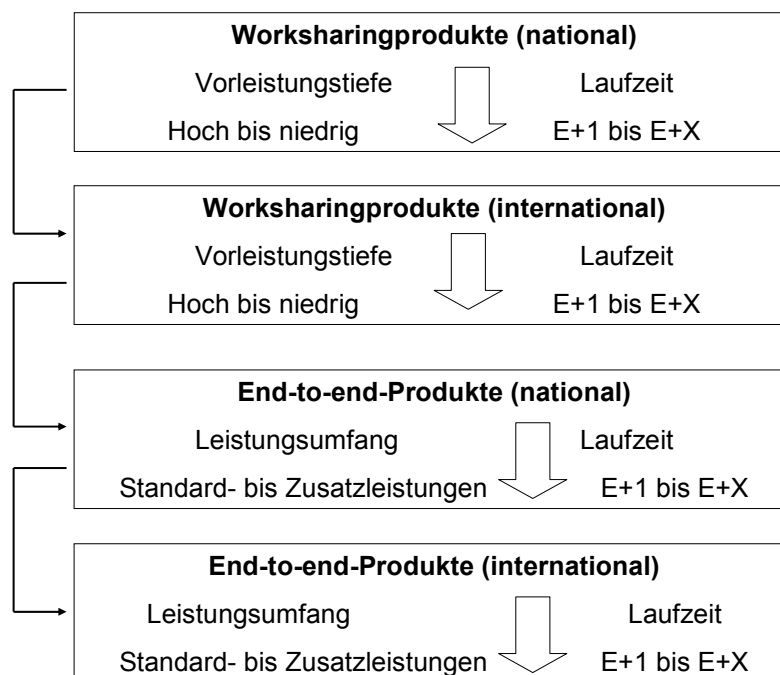 Worksharingprodukte (national)
Vorleistungstiefe Laufzeit
Hoch bis niedrig E+1 bis E+X
Worksharingprodukte (international)
Vorleistungstiefe Laufzeit
Hoch bis niedrig E+1 bis E+X
End-to-end-Produkte (national)
Leistungsumfang Laufzeit
Standard- bis Zusatzleistungen E+1 bis E+X
End-to-end-Produkte (international)
Leistungsumfang Laufzeit
Standard- bis Zusatzleistungen E+1 bis E+X